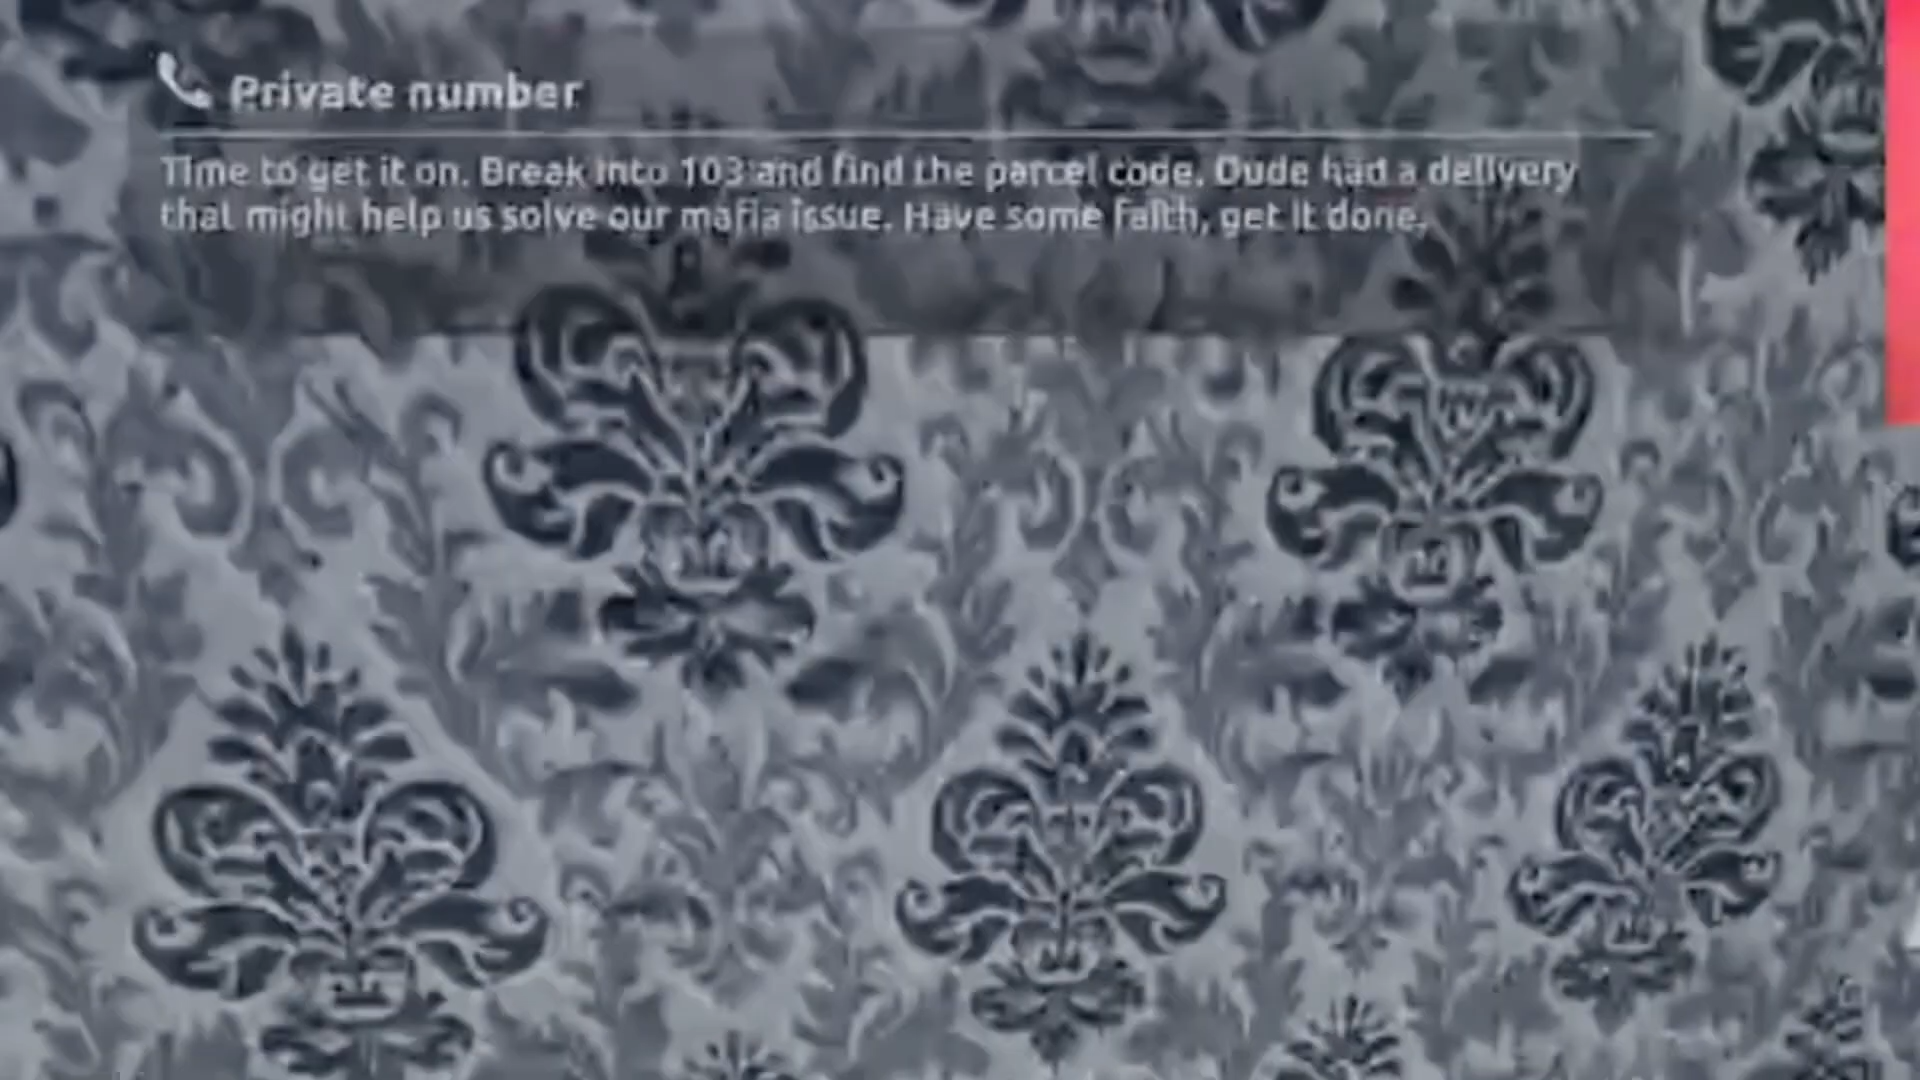 Private number
Time to get it on. Break into 103 and find the parcel code. Dude had a delivery
that might help us solve our mafia issue. Have some faith, get it done.